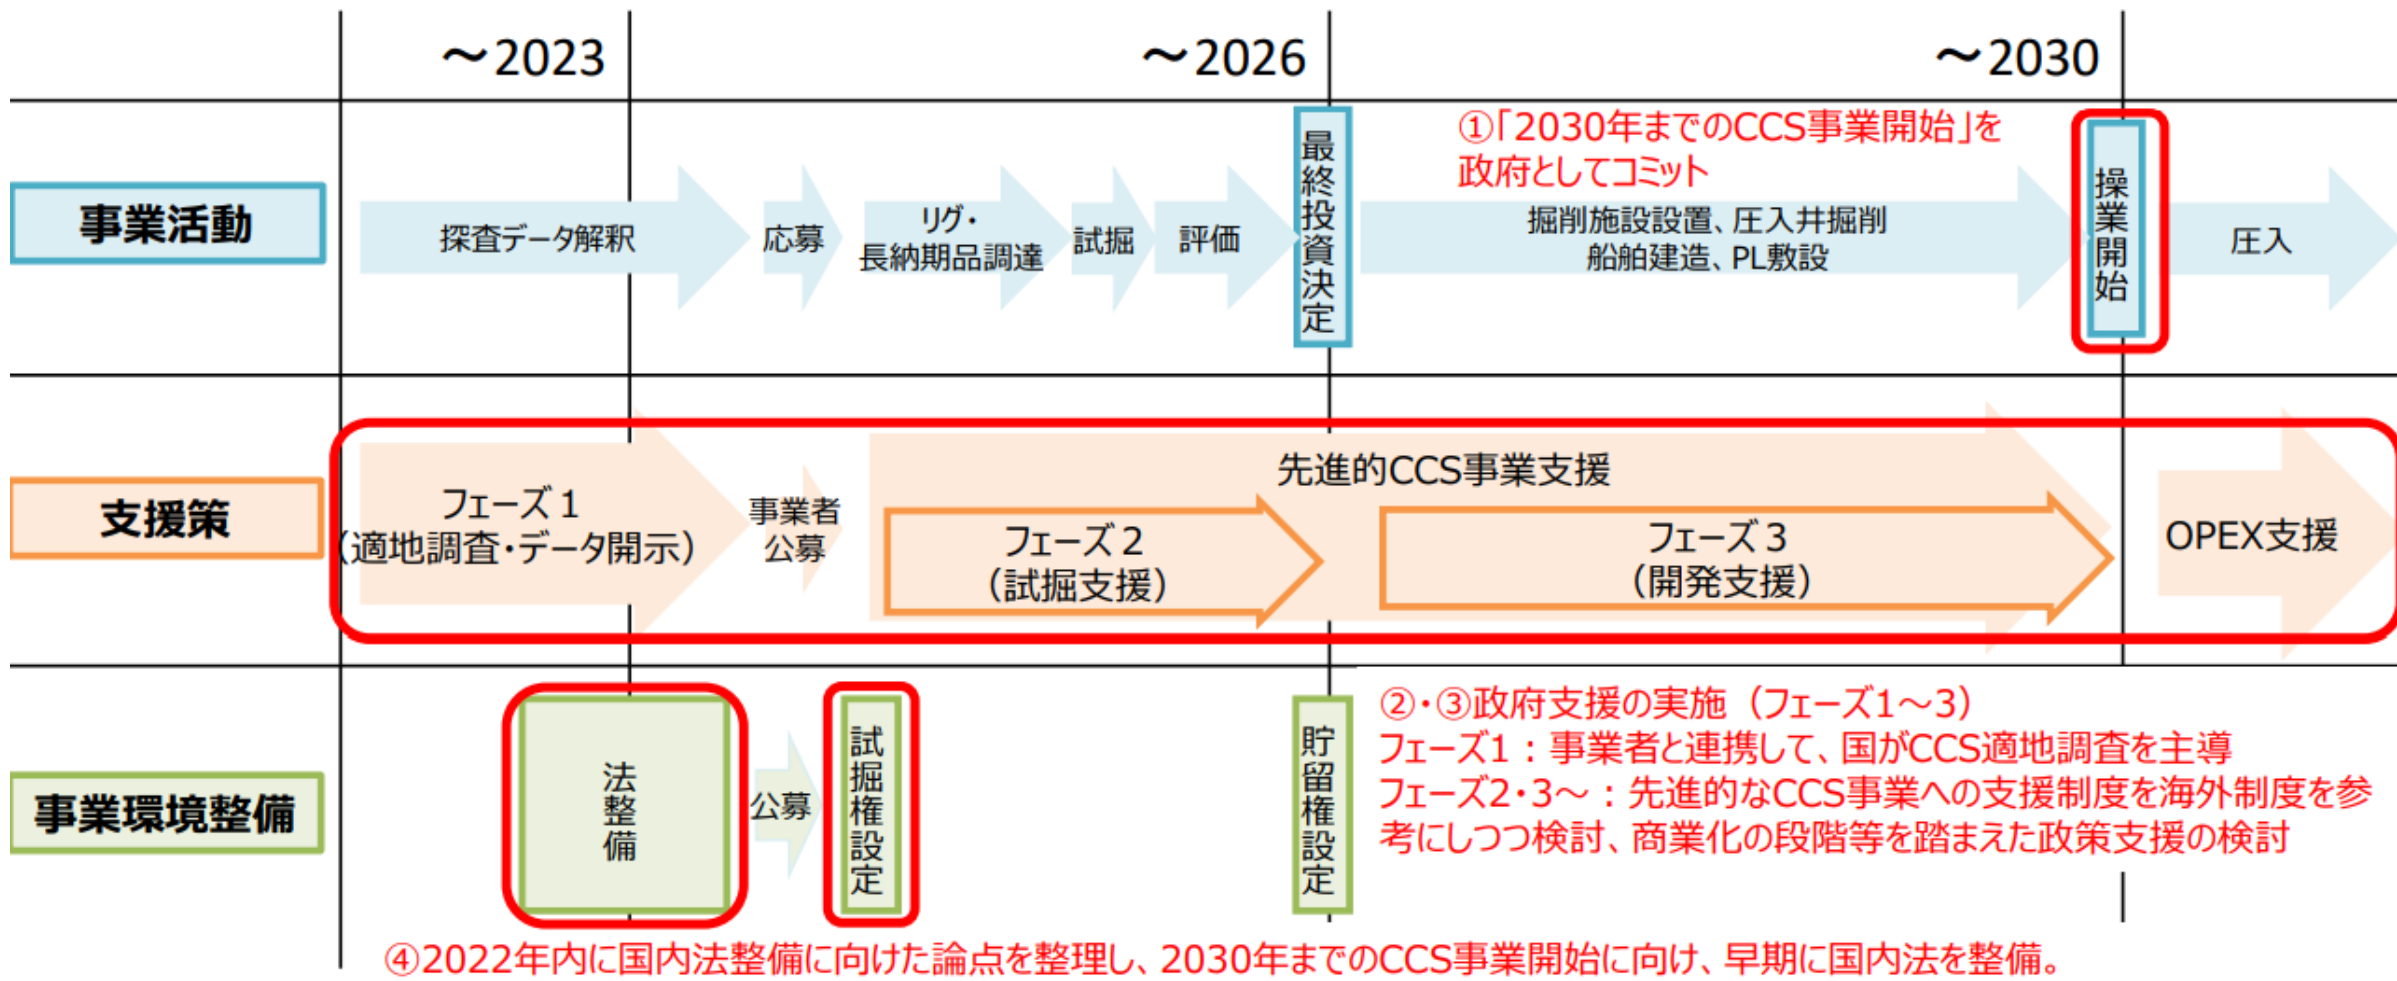 ～2023
～2026
～2030
事業活動
探査データ解釈
応募
リグ・
長納期品調達
試掘
評価
最終投資決定
①「2030年までのCCS事業開始」を
政府としてコミット
掘削施設設置、圧入井掘削
船舶建造、PL敷設
操業開始
圧入
支援策
フェーズ１
（適地調査・データ開示）
事業者
公募
先進的CCS事業支援
フェーズ２
（試掘支援）
フェーズ３
（開発支援）
OPEX支援
事業環境整備
法整備
公募
試掘権設定
貯留権設定
②・③政府支援の実施（フェーズ1～3）
フェーズ1：事業者と連携して、国がCCS適地調査を主導
フェーズ2・3～：先進的なCCS事業への支援制度を海外制度を参
考にしつつ検討、商業化の段階等を踏まえた政策支援の検討
④2022年内に国内法整備に向けた論点を整理し、2030年までのCCS事業開始に向け、早期に国内法を整備。